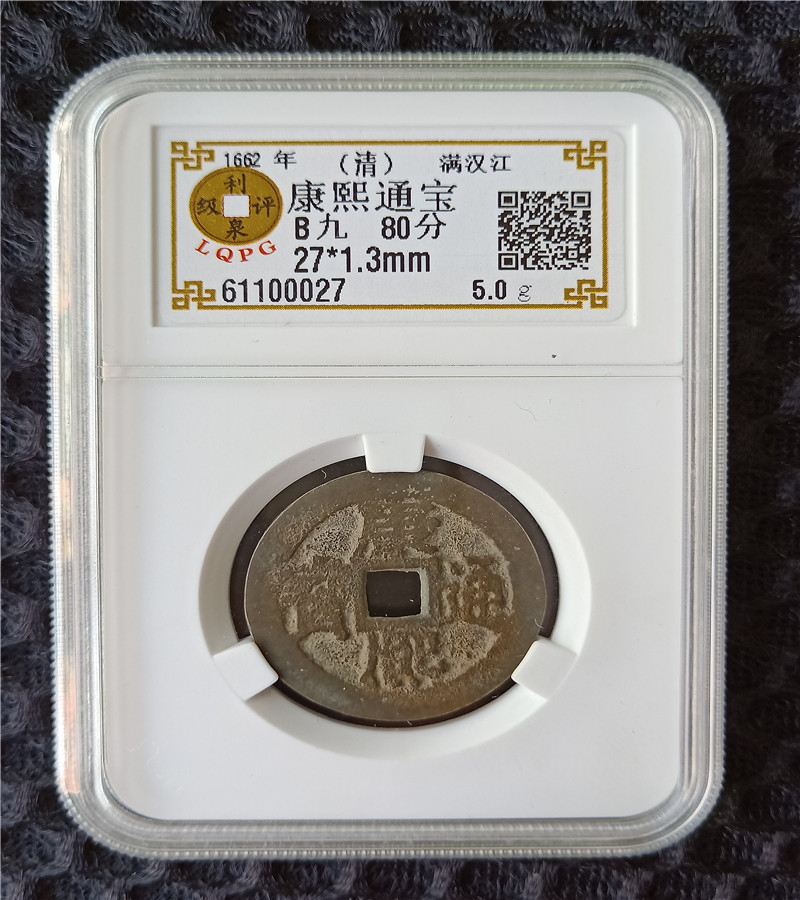 1662 年 （清） 满汉江
利
级 评
泉
LQPG
康熙通宝
B 九 80分
27*1.3mm
61100027 5.0 g
通